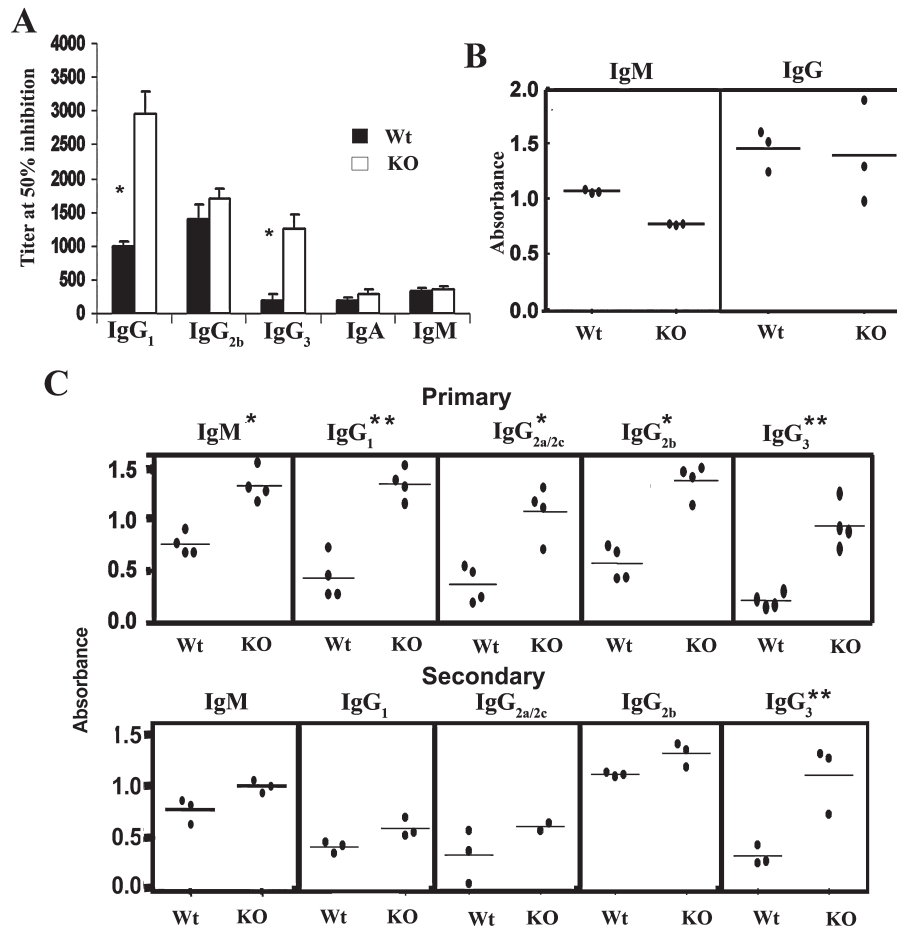 A
4000
3500
3000
2500
2000
1500
1000
500
0
Titer at 50% inhibition
*
*
Wt
KO
IgG1 IgG2b IgG3 IgA IgM
B
IgM IgG
2.0
1.5
1.0
0.5
0.0
Absorbance
Wt KO Wt KO
C
Primary
IgM * IgG1** IgG2a/2c* IgG2b* IgG3**
1.5
1.0
0.5
0.0
Wt KO Wt KO Wt KO Wt KO Wt KO
Absorbance
Secondary
IgM IgG1 IgG2a/2c IgG2b IgG3**
1.5
1.0
0.5
0.0
Wt KO Wt KO Wt KO Wt KO Wt KO